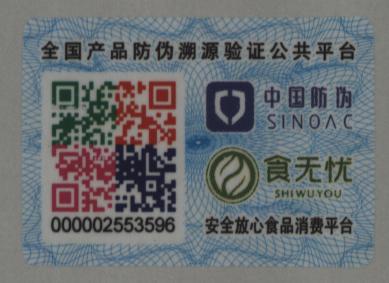 全国产品防伪溯源验证公共平台
中国防伪
SINOAC
食无忧
SHIWUYOU
000002553596
安全放心食品消费平台